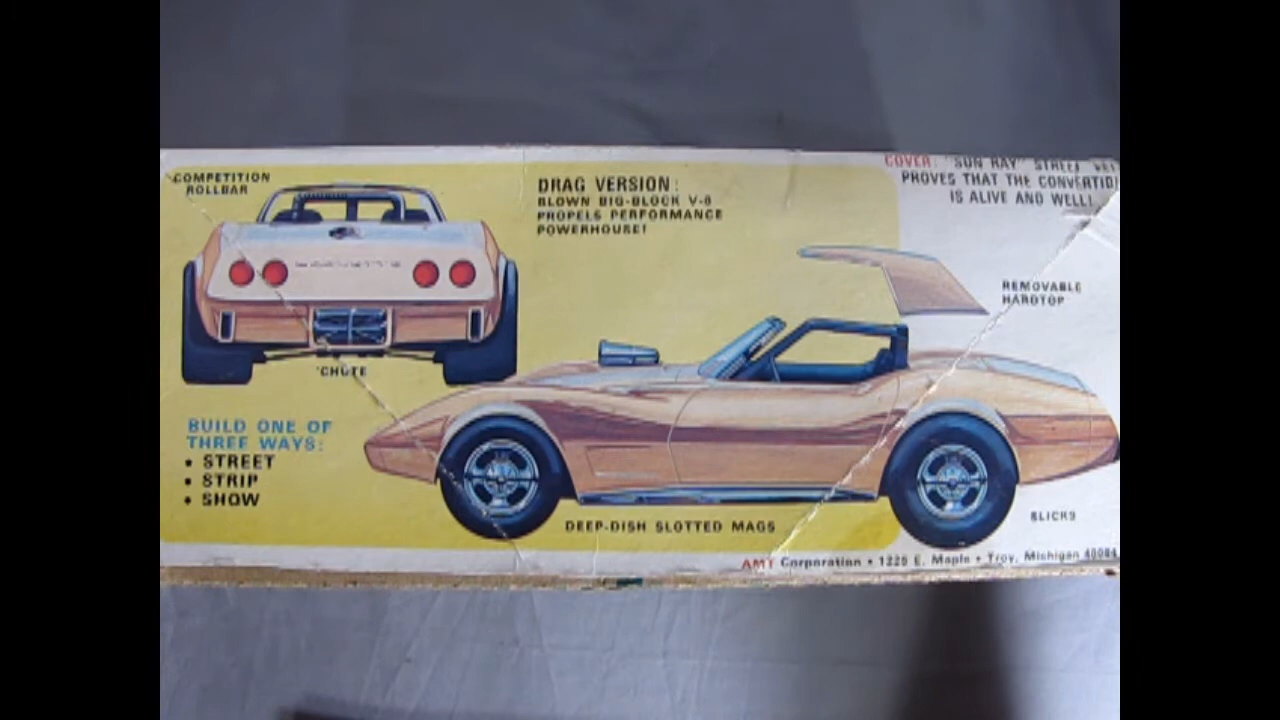 COMPETITION
ROLLBAR
DRAG VERSION:
BLOWN BIG-BLOCK V-8
PROPELS PERFORMANCE
POWERHOUSE!
COVER: "SUN RAY" STREET
PROVES THAT THE CONVERTIB
IS ALIVE AND WELL!
REMOVABLE
HARDTOP
'CHUTE
BUILD ONE OF
THREE WAYS:
• STREET
• STRIP
• SHOW
DEEP-DISH SLOTTED MAGS
SLICKS
AMT Corporation • 1225 E. Maple • Troy, Michigan 48084